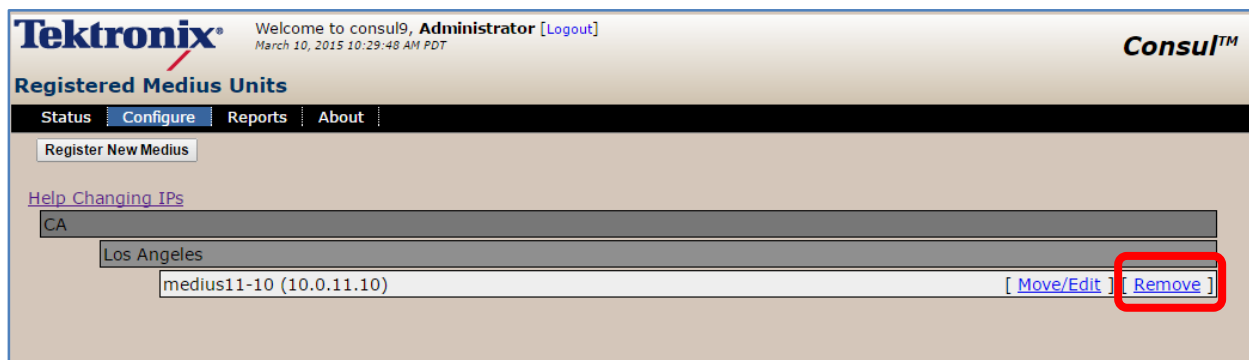 Tektronix®
Welcome to consul9, Administrator [Logout]
March 10, 2015 10:29:48 AM PDT
Consul™
Registered Medius Units
Status Configure Reports About
Register New Medius
Help Changing IPs
CA
Los Angeles
medius11-10 (10.0.11.10) [ Move/Edit ] [ Remove ]